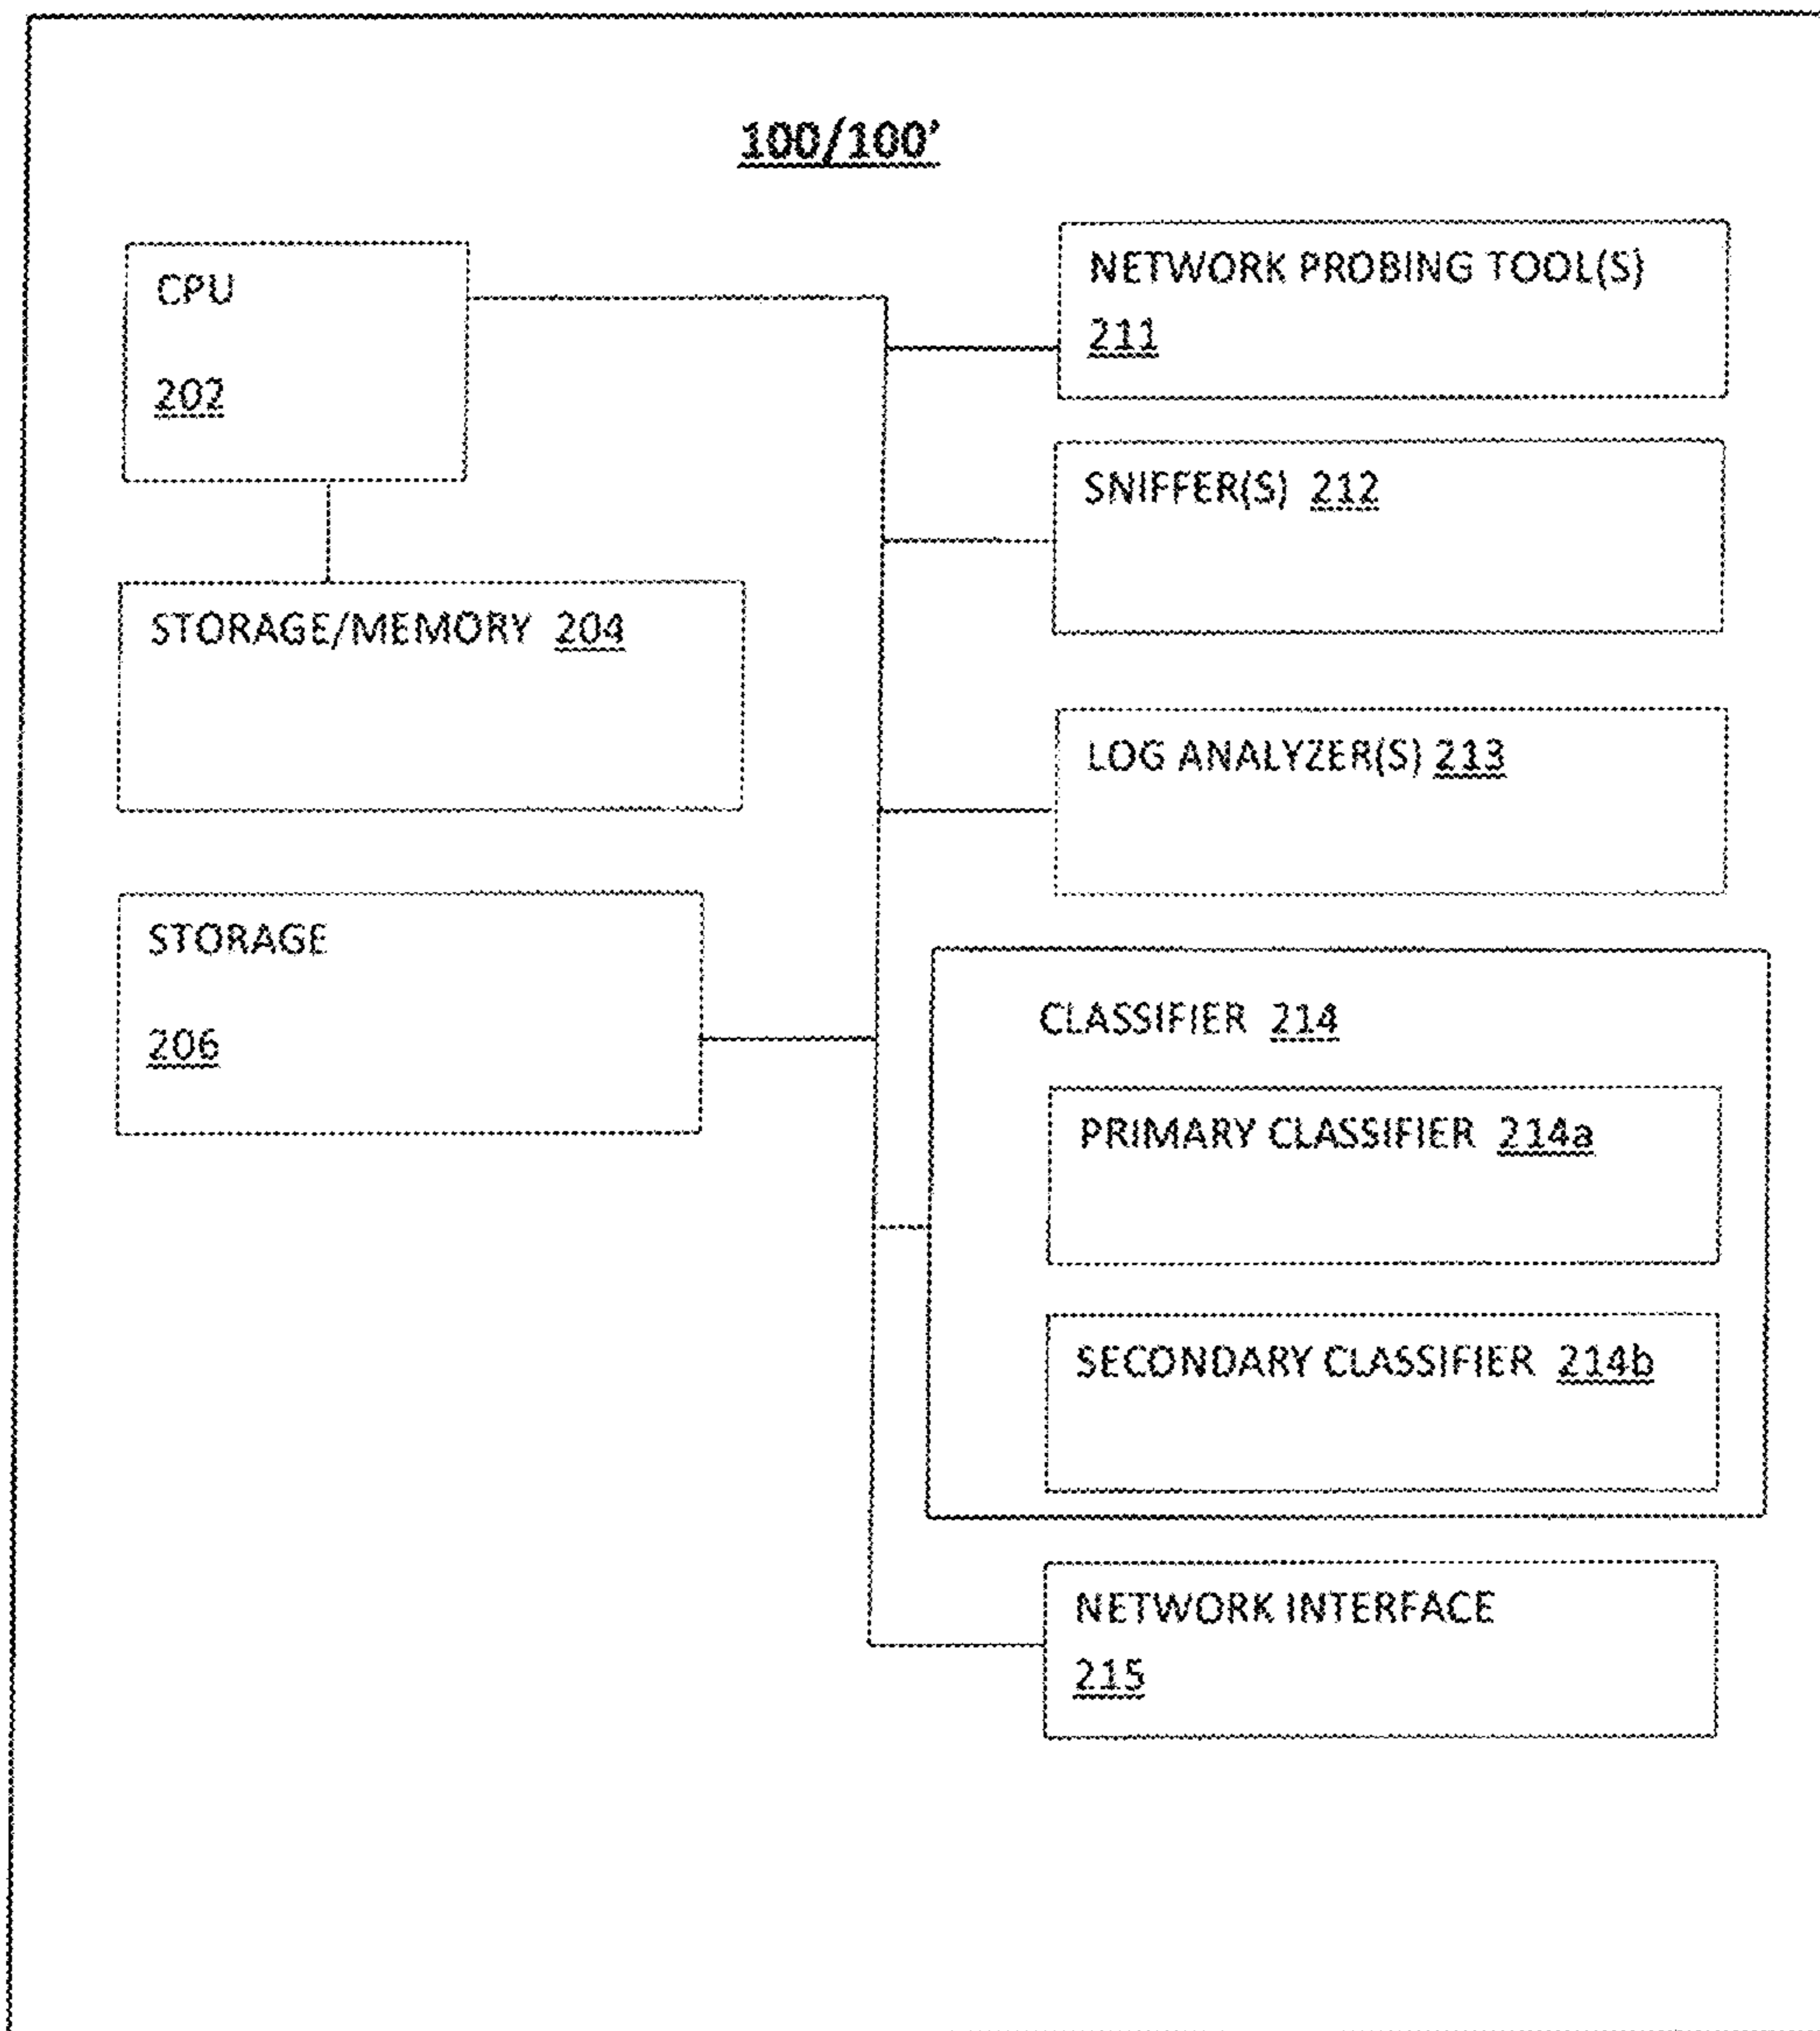 100/100'
CPU
202
STORAGE/MEMORY 204
STORAGE
206
NETWORK PROBING TOOL(S)
211
SNIFFER(S) 212
LOG ANALYZER(S) 213
CLASSIFIER 214
PRIMARY CLASSIFIER 214a
SECONDARY CLASSIFIER 214b
NETWORK INTERFACE
215